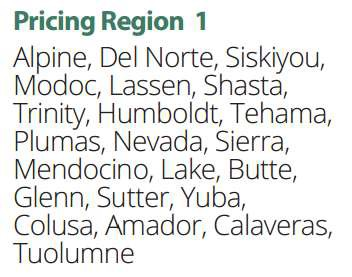 Pricing Region 1
Alpine, Del Norte, Siskiyou,
Modoc, Lassen, Shasta,
Trinity, Humboldt, Tehama,
Plumas, Nevada, Sierra,
Mendocino, Lake, Butte,
Glenn, Sutter, Yuba,
Colusa, Amador, Calaveras,
Tuolumne